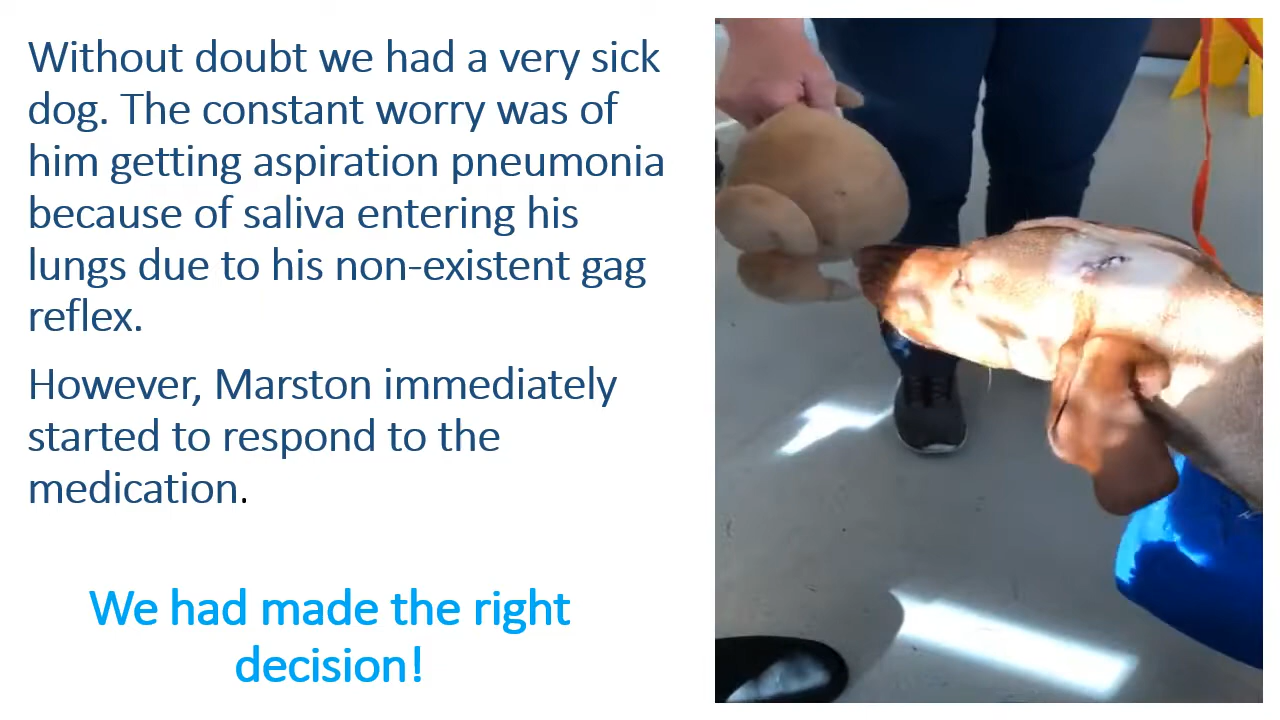 Without doubt we had a very sick
dog. The constant worry was of
him getting aspiration pneumonia
because of saliva entering his
lungs due to his non-existent gag
reflex.
However, Marston immediately
started to respond to the
medication.
We had made the right
decision!